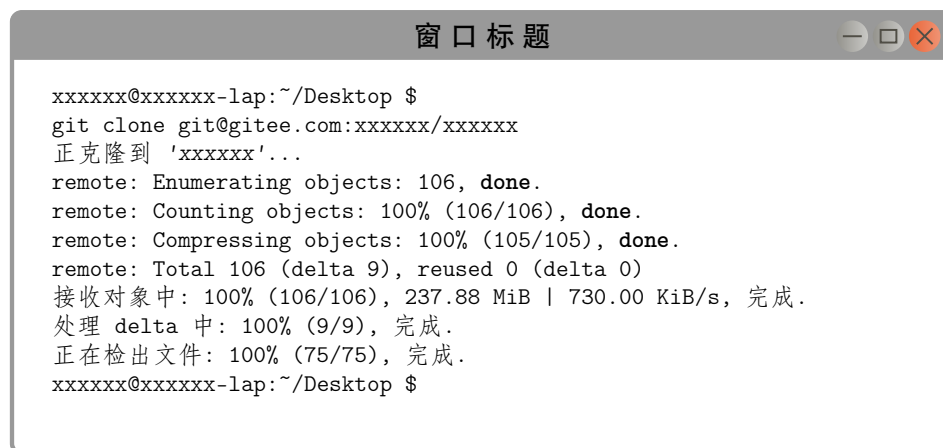 窗口标题
xxxxxx@xxxxxx-lap:~/Desktop $
git clone git@gitee.com:xxxxxx/xxxxxx
正克隆到 'xxxxxx'...
remote: Enumerating objects: 106, done.
remote: Counting objects: 100% (106/106), done.
remote: Compressing objects: 100% (105/105), done.
remote: Total 106 (delta 9), reused 0 (delta 0)
接收对象中: 100% (106/106), 237.88 MiB | 730.00 KiB/s, 完成.
处理 delta 中: 100% (9/9), 完成.
正在检出文件: 100% (75/75), 完成.
xxxxxx@xxxxxx-lap:~/Desktop $